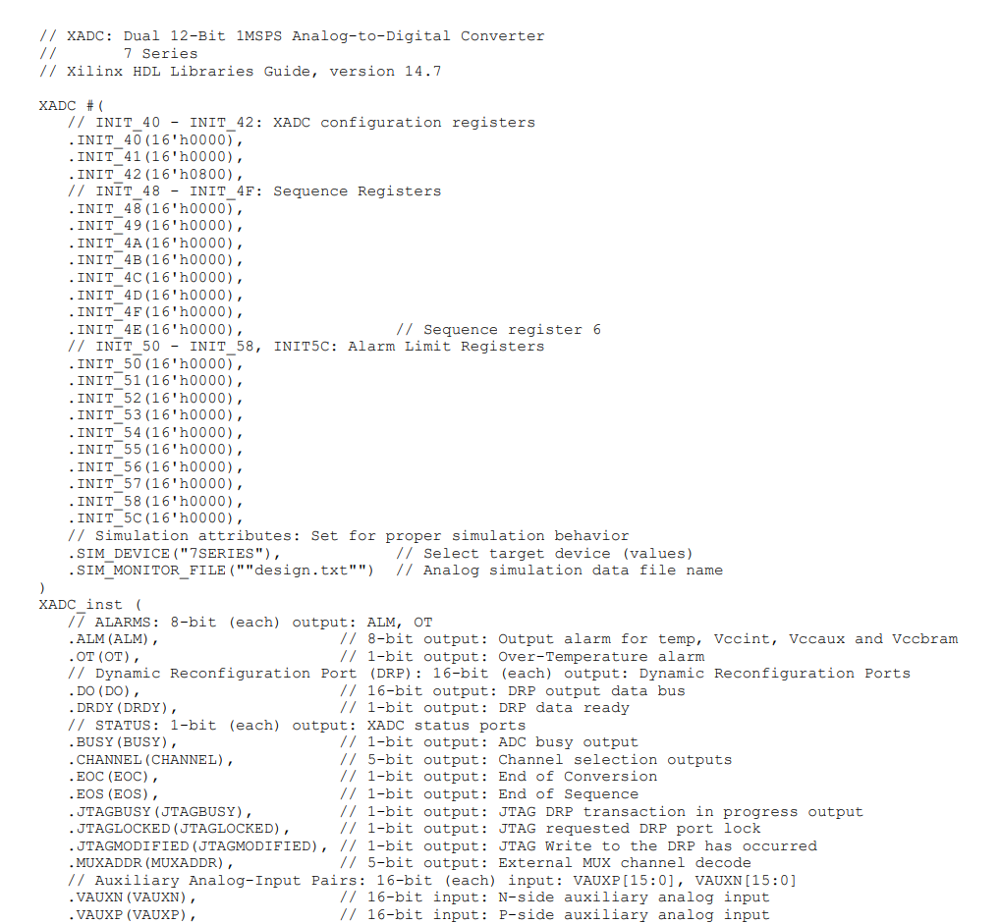 // XADC: Dual 12-Bit 1MSPS Analog-to-Digital Converter
//       7 Series
// Xilinx HDL Libraries Guide, version 14.7

XADC #(
   // INIT_40 - INIT_42: XADC configuration registers
   .INIT_40(16'h0000),
   .INIT_41(16'h0000),
   .INIT_42(16'h0800),
   // INIT_48 - INIT_4F: Sequence Registers
   .INIT_48(16'h0000),
   .INIT_49(16'h0000),
   .INIT_4A(16'h0000),
   .INIT_4B(16'h0000),
   .INIT_4C(16'h0000),
   .INIT_4D(16'h0000),
   .INIT_4F(16'h0000),
   .INIT_4E(16'h0000),                // Sequence register 6
   // INIT_50 - INIT_58, INIT5C: Alarm Limit Registers
   .INIT_50(16'h0000),
   .INIT_51(16'h0000),
   .INIT_52(16'h0000),
   .INIT_53(16'h0000),
   .INIT_54(16'h0000),
   .INIT_55(16'h0000),
   .INIT_56(16'h0000),
   .INIT_57(16'h0000),
   .INIT_58(16'h0000),
   .INIT_5C(16'h0000),
   // Simulation attributes: Set for proper simulation behavior
   .SIM_DEVICE("7SERIES"),            // Select target device (values)
   .SIM_MONITOR_FILE(""design.txt"")  // Analog simulation data file name
)
XADC_inst (
   // ALARMS: 8-bit (each) output: ALM, OT
   .ALM(ALM),                   // 8-bit output: Output alarm for temp, Vccint, Vccaux and Vccbram
   .OT(OT),                     // 1-bit output: Over-Temperature alarm
   // Dynamic Reconfiguration Port (DRP): 16-bit (each) output: Dynamic Reconfiguration Ports
   .DO(DO),                     // 16-bit output: DRP output data bus
   .DRDY(DRDY),                 // 1-bit output: DRP data ready
   // STATUS: 1-bit (each) output: XADC status ports
   .BUSY(BUSY),                 // 1-bit output: ADC busy output
   .CHANNEL(CHANNEL),           // 5-bit output: Channel selection outputs
   .EOC(EOC),                   // 1-bit output: End of Conversion
   .EOS(EOS),                   // 1-bit output: End of Sequence
   .JTAGBUSY(JTAGBUSY),         // 1-bit output: JTAG DRP transaction in progress output
   .JTAGLOCKED(JTAGLOCKED),     // 1-bit output: JTAG requested DRP port lock
   .JTAGMODIFIED(JTAGMODIFIED), // 1-bit output: JTAG Write to the DRP has occurred
   .MUXADDR(MUXADDR),           // 5-bit output: External MUX channel decode
   // Auxiliary Analog-Input Pairs: 16-bit (each) input: VAUXP[15:0], VAUXN[15:0]
   .VAUXN(VAUXN),               // 16-bit input: N-side auxiliary analog input
   .VAUXP(VAUXP),               // 16-bit input: P-side auxiliary analog input